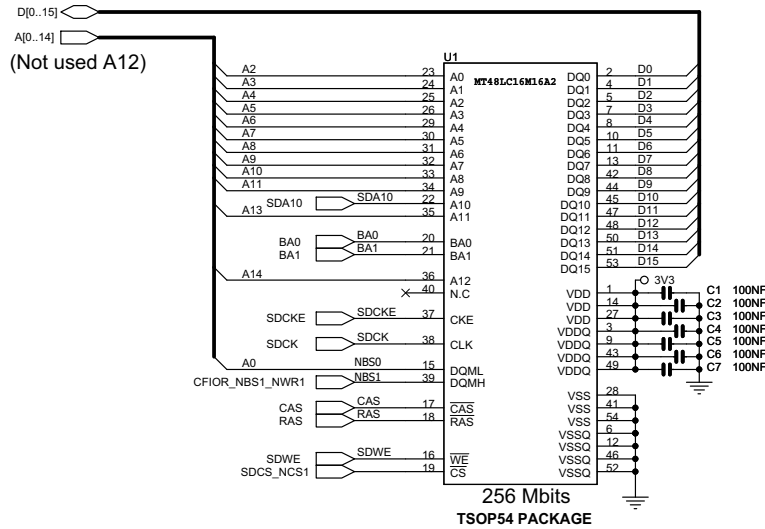 D[0..15]
A[0..14]
(Not used A12)
U1
MT48LC16M16A2
A2 23 A0 DQ0 2 D0
A3 24 A1 DQ1 4 D1
A4 25 A2 DQ2 5 D2
A5 26 A3 DQ3 7 D3
A6 29 A4 DQ4 8 D4
A7 30 A5 DQ5 10 D5
A8 31 A6 DQ6 11 D6
A9 32 A7 DQ7 13 D7
A10 33 A8 DQ8 42 D8
A11 34 A9 DQ9 44 D9
SDA10 SDA10 22 A10 DQ10 45 D10
A13 35 A11 DQ11 47 D11
DQ12 48 D12
BA0 BA0 20 BA0 DQ13 50 D13
BA1 BA1 21 BA1 DQ14 51 D14
DQ15 53 D15
A14 36 A12
3V3
40 N.C VDD 1 C1 100NF
VDD 14 C2 100NF
SDCKE SDCKE 37 CKE VDD 27 C3 100NF
VDDQ 3 C4 100NF
SDCK SDCK 38 CLK VDDQ 9 C5 100NF
VDDQ 43 C6 100NF
A0 NBS0 15 DQML VDDQ 49 C7 100NF
CFIOR_NBS1_NWR1 NBS1 39 DQMH
VSS 28
CAS CAS 17 CAS VSS 41
RAS RAS 18 RAS VSS 54
VSSQ 6
VSSQ 12
SDWE SDWE 16 WE VSSQ 46
SDCS_NCS1 19 CS VSSQ 52
256 Mbits
TSOP54 PACKAGE